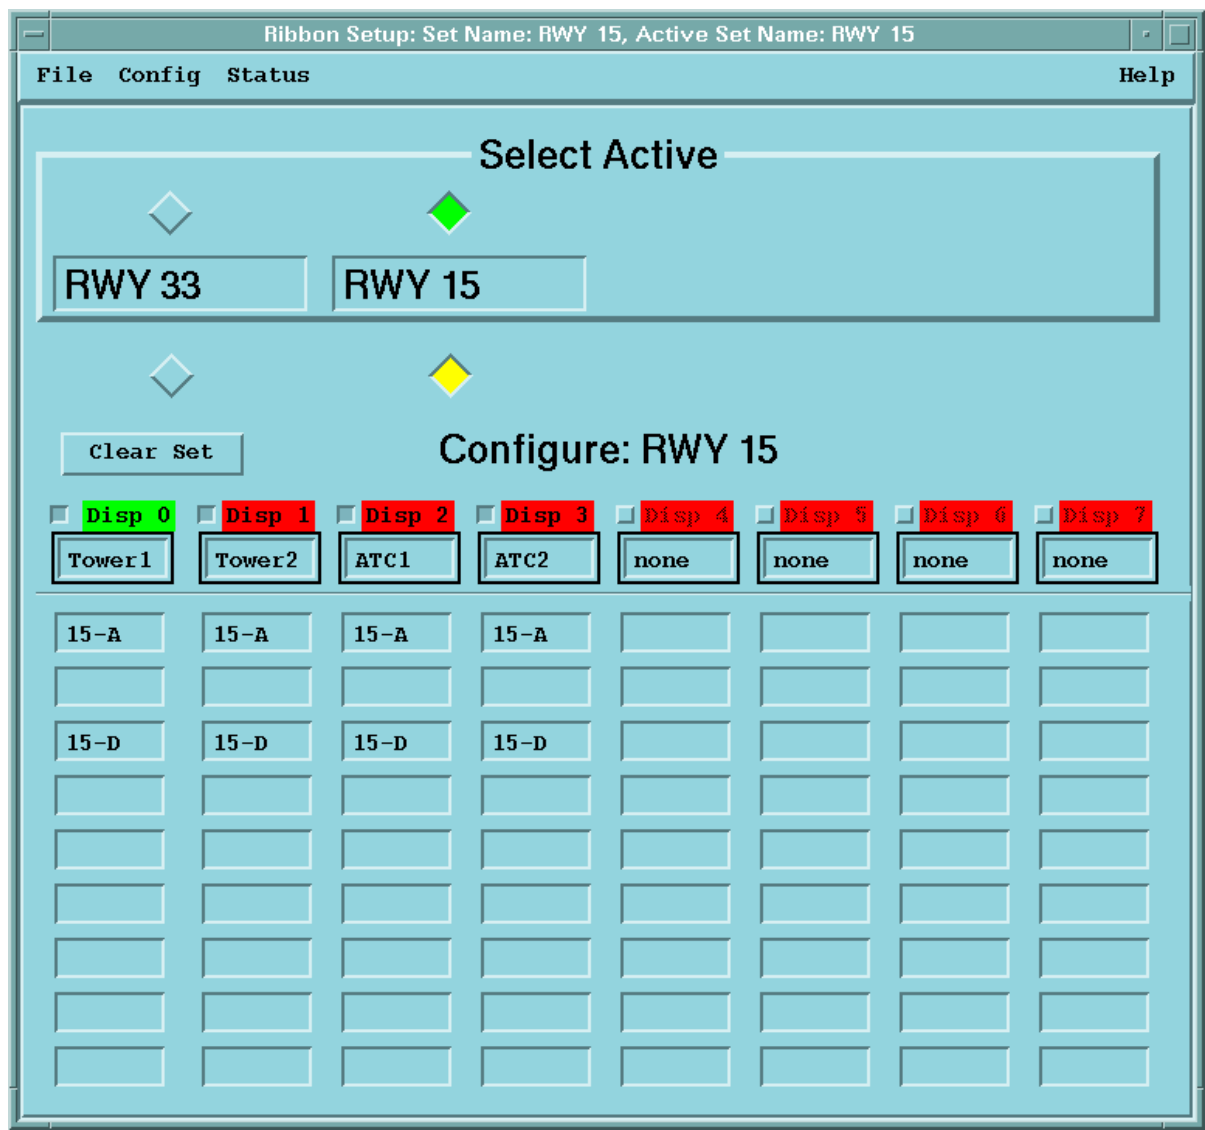 Ribbon Setup: Set Name: RWY 15, Active Set Name: RWY 15
File Config Status Help
Select Active
RWY 33 RWY 15
Clear Set Configure: RWY 15
Disp 0 Disp 1 Disp 2 Disp 3 Disp 4 Disp 5 Disp 6 Disp 7
Tower1 Tower2 ATC1 ATC2 none none none none
15-A 15-A 15-A 15-A
15-D 15-D 15-D 15-D